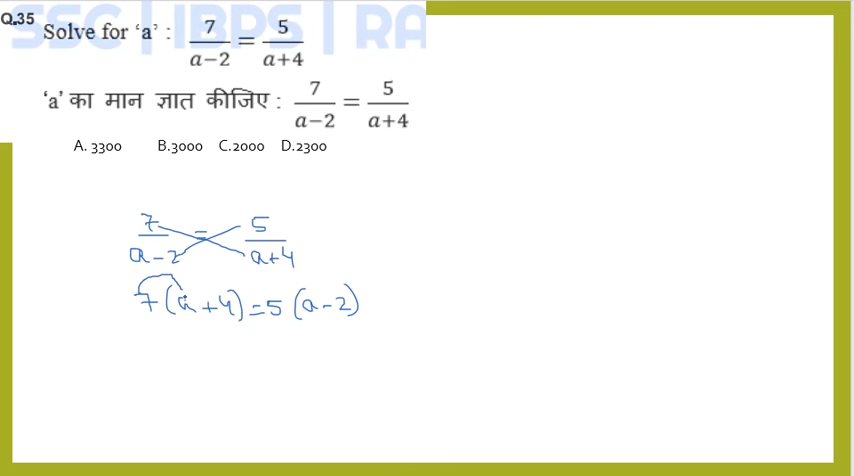 Q.35
SSC | IBPS | RA
Solve for ‘a’ : 7/(a−2) = 5/(a+4)
‘a’ का मान ज्ञात कीजिए : 7/(a−2) = 5/(a+4)
A. 3300 B.3000 C.2000 D.2300
7/(a-2) = 5/(a+4)
7(a+4)=5(a-2)